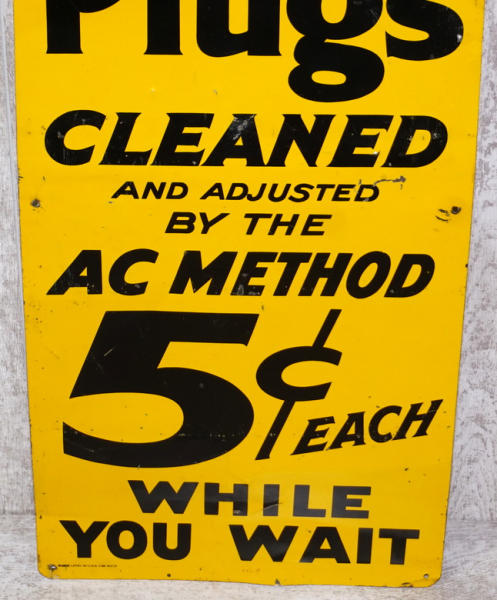 Plugs
CLEANED
AND ADJUSTED
BY THE
AC METHOD
5¢ EACH
WHILE
YOU WAIT